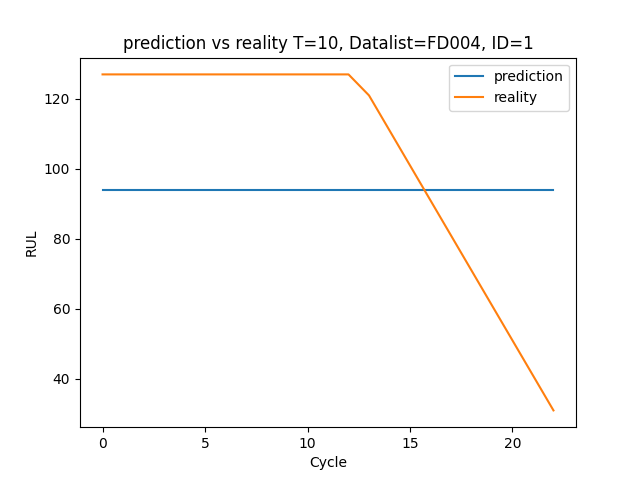 prediction vs reality T=10, Datalist=FD004, ID=1
prediction
reality
120
100
80
60
40
RUL
0
5
10
15
20
Cycle